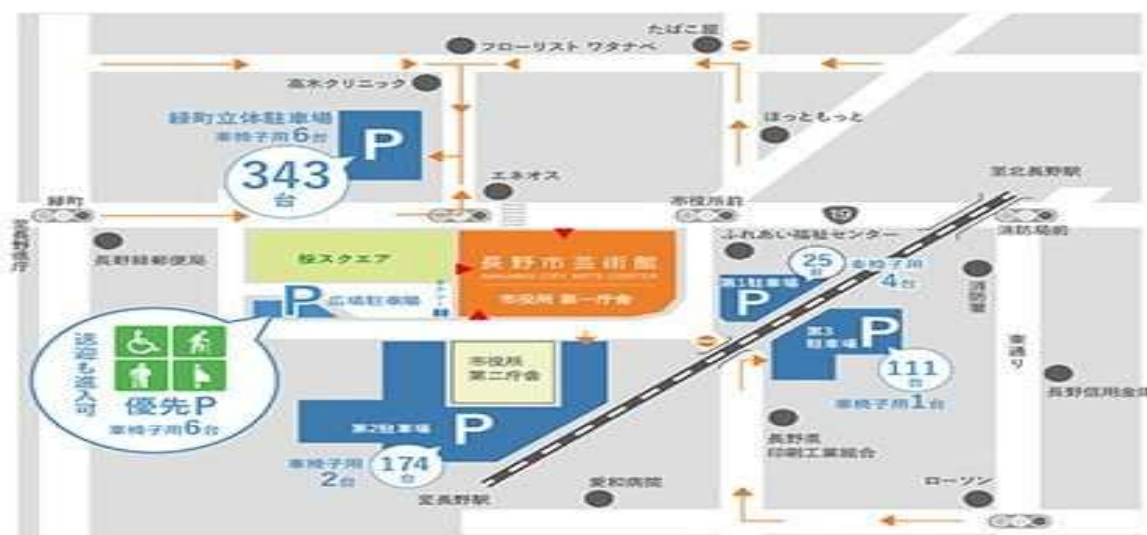 たばこ屋
フローリスト ワタナベ
高木クリニック
緑町立体駐車場
車椅子用6台
P
343
台
ほっともっと
エネオス
至北長野駅
緑町
市役所前
19
消防局前
至長野県庁
長野緑郵便局
桜スクエア
長野市芸術館
NAGANO CITY ARTS CENTER
市役所 第一庁舎
ふれあい福祉センター
25
台
車椅子用
4台
第1駐車場
P
消防署
P
広場駐車場
送迎も進入可
優先P
車椅子用6台
市役所
第二庁舎
第3
駐車場
P
111
台
車椅子用1台
東通り
長野信用金庫
第2駐車場
P
車椅子用
2台
174
台
長野県
印刷工業組合
至長野駅
愛和病院
ローソン